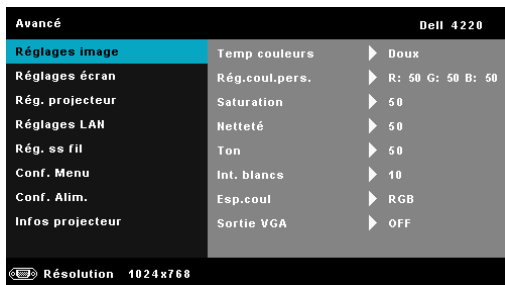 Avancé Dell 4220
Réglages image Temp couleurs Doux
Réglages écran Rég.coul.pers. R: 50 G: 50 B: 50
Rég. projecteur Saturation 50
Réglages LAN Netteté 50
Rég. ss fil Ton 50
Conf. Menu Int. blancs 10
Conf. Alim. Esp.coul RGB
Infos projecteur Sortie VGA OFF
Résolution 1024x768